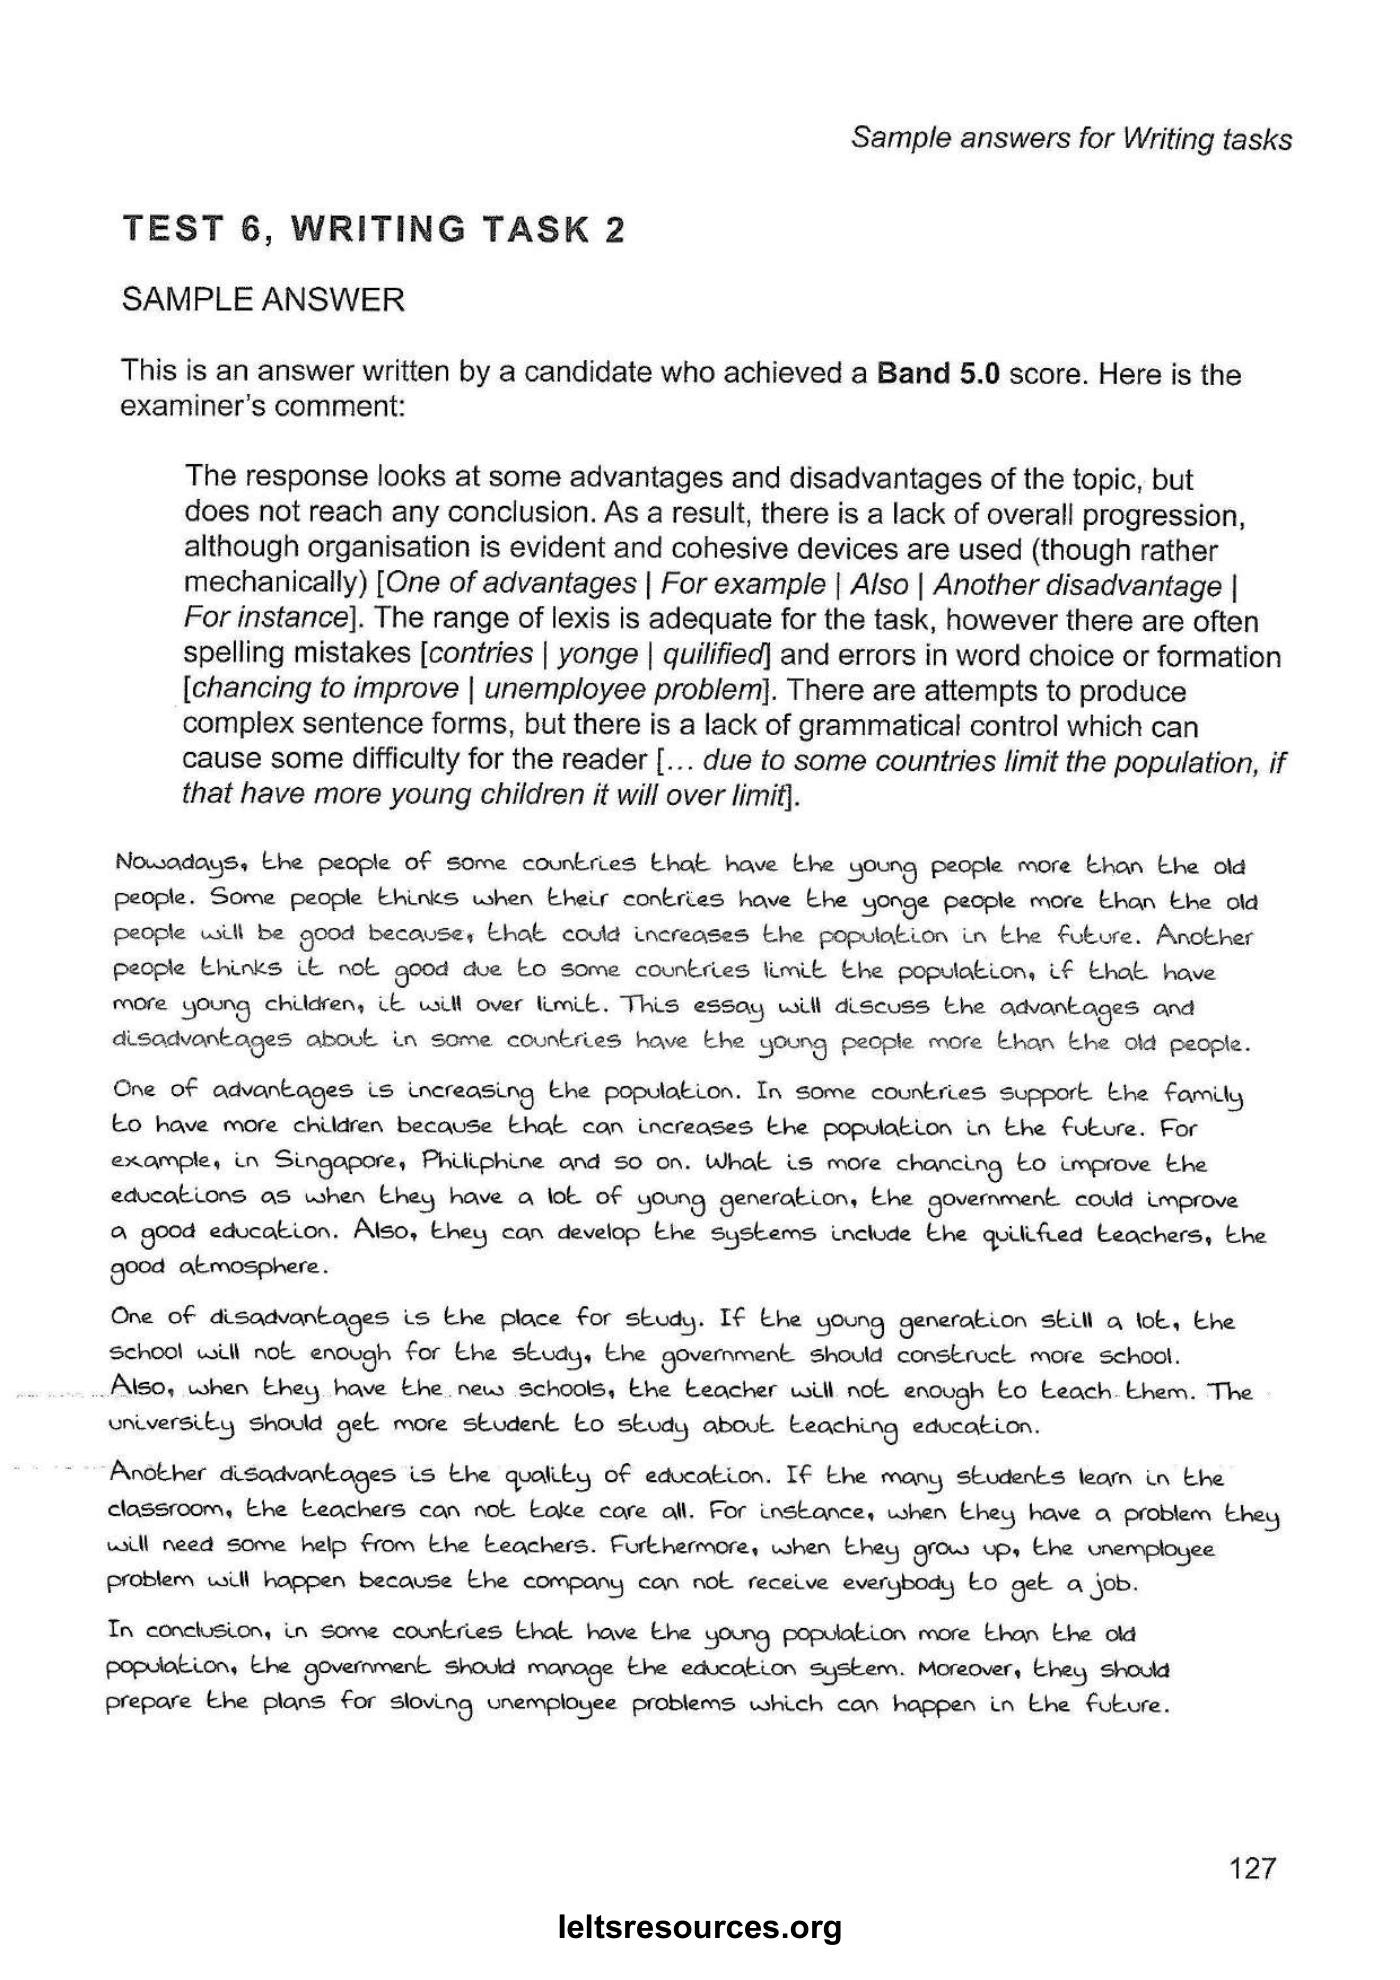 Sample answers for Writing tasks
TEST 6, WRITING TASK 2
SAMPLE ANSWER
This is an answer written by a candidate who achieved a Band 5.0 score. Here is the
examiner's comment:
The response looks at some advantages and disadvantages of the topic, but
does not reach any conclusion. As a result, there is a lack of overall progression,
although organisation is evident and cohesive devices are used (though rather
mechanically) [One of advantages | For example | Also | Another disadvantage |
For instance]. The range of lexis is adequate for the task, however there are often
spelling mistakes [contries | yonge | quilified] and errors in word choice or formation
[chancing to improve | unemployee problem]. There are attempts to produce
complex sentence forms, but there is a lack of grammatical control which can
cause some difficulty for the reader [... due to some countries limit the population, if
that have more young children it will over limit].
Nowadays, the people of some countries that have the young people more than the old
people. Some people thinks when their contries have the yonge people more than the old
people will be good because, that could increases the population in the future. Another
people thinks it not good due to some countries limit the population, if that have
more young children, it will over limit. This essay will discuss the advantages and
disadvantages about in some countries have the young people more than the old people.
One of advantages is increasing the population. In some countries support the family
to have more children because that can increases the population in the future. For
example, in Singapore, Philiphine and so on. What is more chancing to improve the
educations as when they have a lot of young generation, the government could improve
a good education. Also, they can develop the systems include the quilified teachers, the
good atmosphere.
One of disadvantages is the place for study. If the young generation still a lot, the
school will not enough for the study, the government should construct more school.
Also, when they have the new schools, the teacher will not enough to teach them. The
university should get more student to study about teaching education.
Another disadvantages is the quality of education. If the many students learn in the
classroom, the teachers can not take care all. For instance, when they have a problem they
will need some help from the teachers. Furthermore, when they grow up, the unemployee
problem will happen because the company can not receive everybody to get a job.
In conclusion, in some countries that have the young population more than the old
population, the government should manage the education system. Moreover, they should
prepare the plans for sloving unemployee problems which can happen in the future.
127
Ieltsresources.org